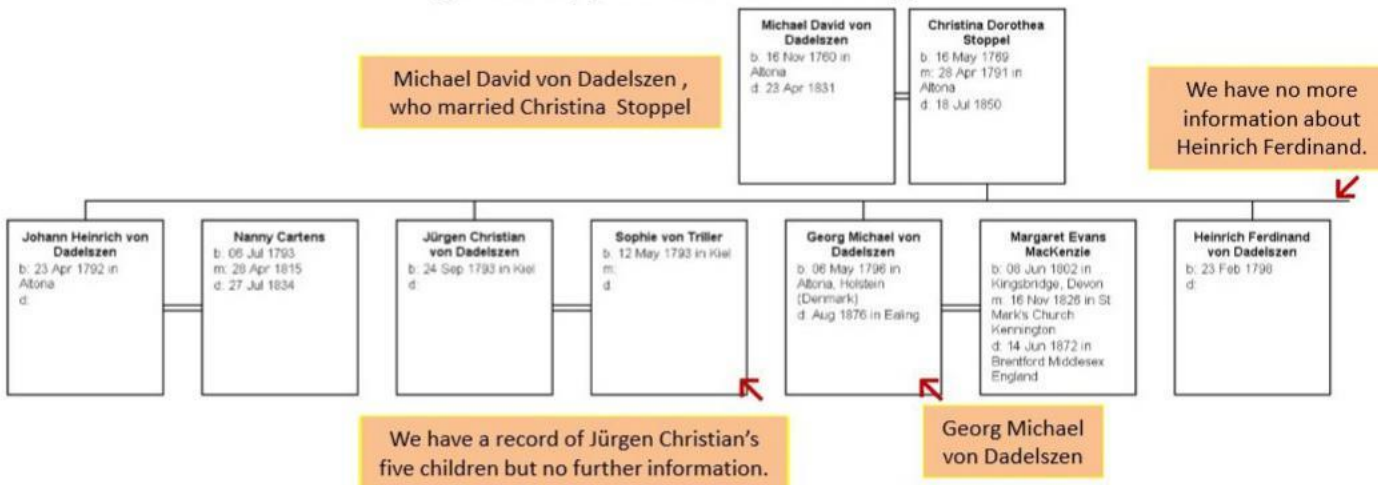 Michael David von
Dadelszen
b: 16 Nov 1760 in
Altona
d: 23 Apr 1831
Christina Dorothea
Stoppel
b: 16 May 1769
m: 28 Apr 1791 in
Altona
d: 18 Jul 1850
Michael David von Dadelszen ,
who married Christina Stoppel
We have no more
information about
Heinrich Ferdinand.
Johann Heinrich von
Dadelszen
b: 23 Apr 1792 in
Altona
d:
Nanny Cartens
b: 06 Jul 1793
m: 28 Apr 1815
d: 27 Jul 1834
Jürgen Christian
von Dadelszen
b: 24 Sep 1793 in Kiel
d:
Sophie von Triller
b: 12 May 1793 in Kiel
m:
d:
Georg Michael von
Dadelszen
b: 06 May 1796 in
Altona, Holstein
(Denmark)
d: Aug 1876 in Ealing
Margaret Evans
MacKenzie
b: 08 Jun 1802 in
Kingsbridge, Devon
m: 16 Nov 1826 in St
Mark's Church
Kennington
d: 14 Jun 1872 in
Brentford Middlesex
England
Heinrich Ferdinand
von Dadelszen
b: 23 Feb 1798
d:
We have a record of Jürgen Christian's
five children but no further information.
Georg Michael
von Dadelszen